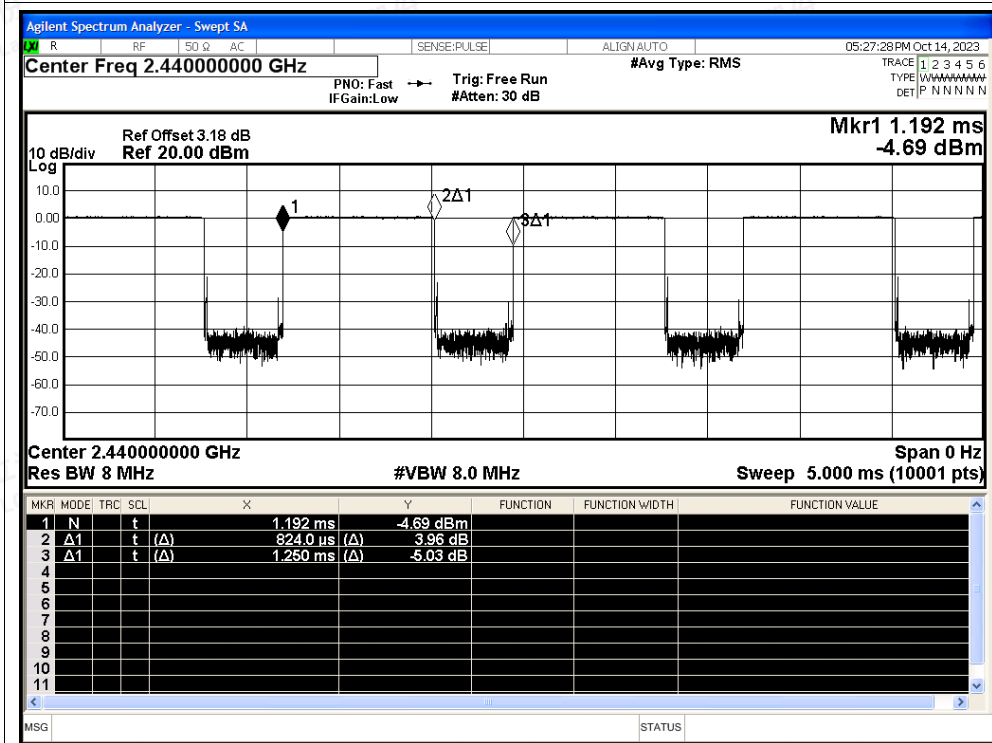 Agilent Spectrum Analyzer - Swept SA
LXI R RF 50 Ω AC SENSE:PULSE ALIGN AUTO 05:27:28 PM Oct 14, 2023
Center Freq 2.440000000 GHz #Avg Type: RMS TRACE 1 2 3 4 5 6
PNO: Fast Trig: Free Run TYPE W
IFGain:Low #Atten: 30 dB DET P N N N N N
Mkr1 1.192 ms
Ref Offset 3.18 dB
10 dB/div Ref 20.00 dBm -4.69 dBm
Log
10.0
0.00
-10.0
-20.0
-30.0
-40.0
-50.0
-60.0
-70.0
1
2Δ1
3Δ1
Center 2.440000000 GHz Span 0 Hz
Res BW 8 MHz #VBW 8.0 MHz Sweep 5.000 ms (10001 pts)
MKR MODE TRC SCL X Y FUNCTION FUNCTION WIDTH FUNCTION VALUE
1 N t 1.192 ms -4.69 dBm
2 Δ1 t (Δ) 824.0 µs (Δ) 3.96 dB
3 Δ1 t (Δ) 1.250 ms (Δ) -5.03 dB
4
5
6
7
8
9
10
11
MSG STATUS